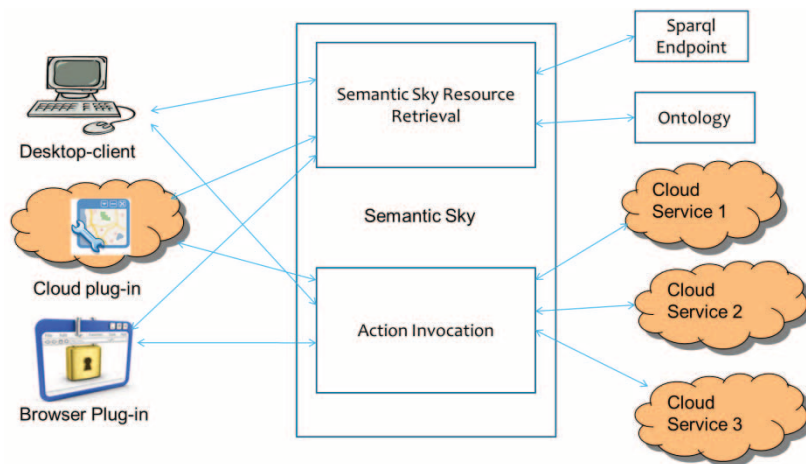 Desktop-client
Cloud plug-in
Browser Plug-in
Semantic Sky Resource
Retrieval
Semantic Sky
Action Invocation
Sparql
Endpoint
Ontology
Cloud
Service 1
Cloud
Service 2
Cloud
Service 3